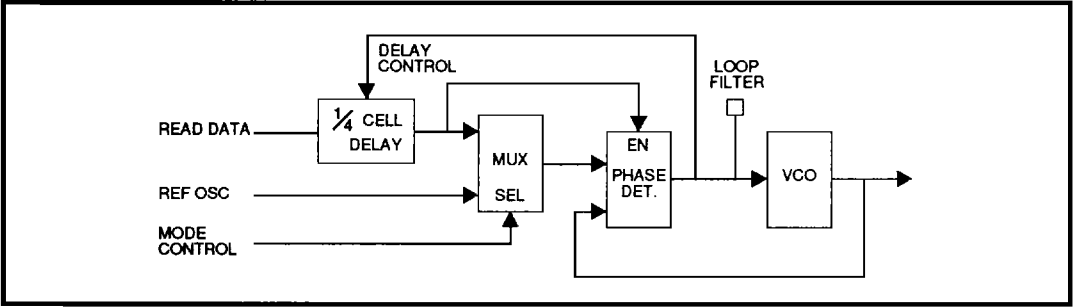 DELAY
CONTROL
LOOP
FILTER
READ DATA
1/4 CELL
DELAY
MUX
SEL
EN
PHASE
DET.
VCO
REF OSC
MODE
CONTROL